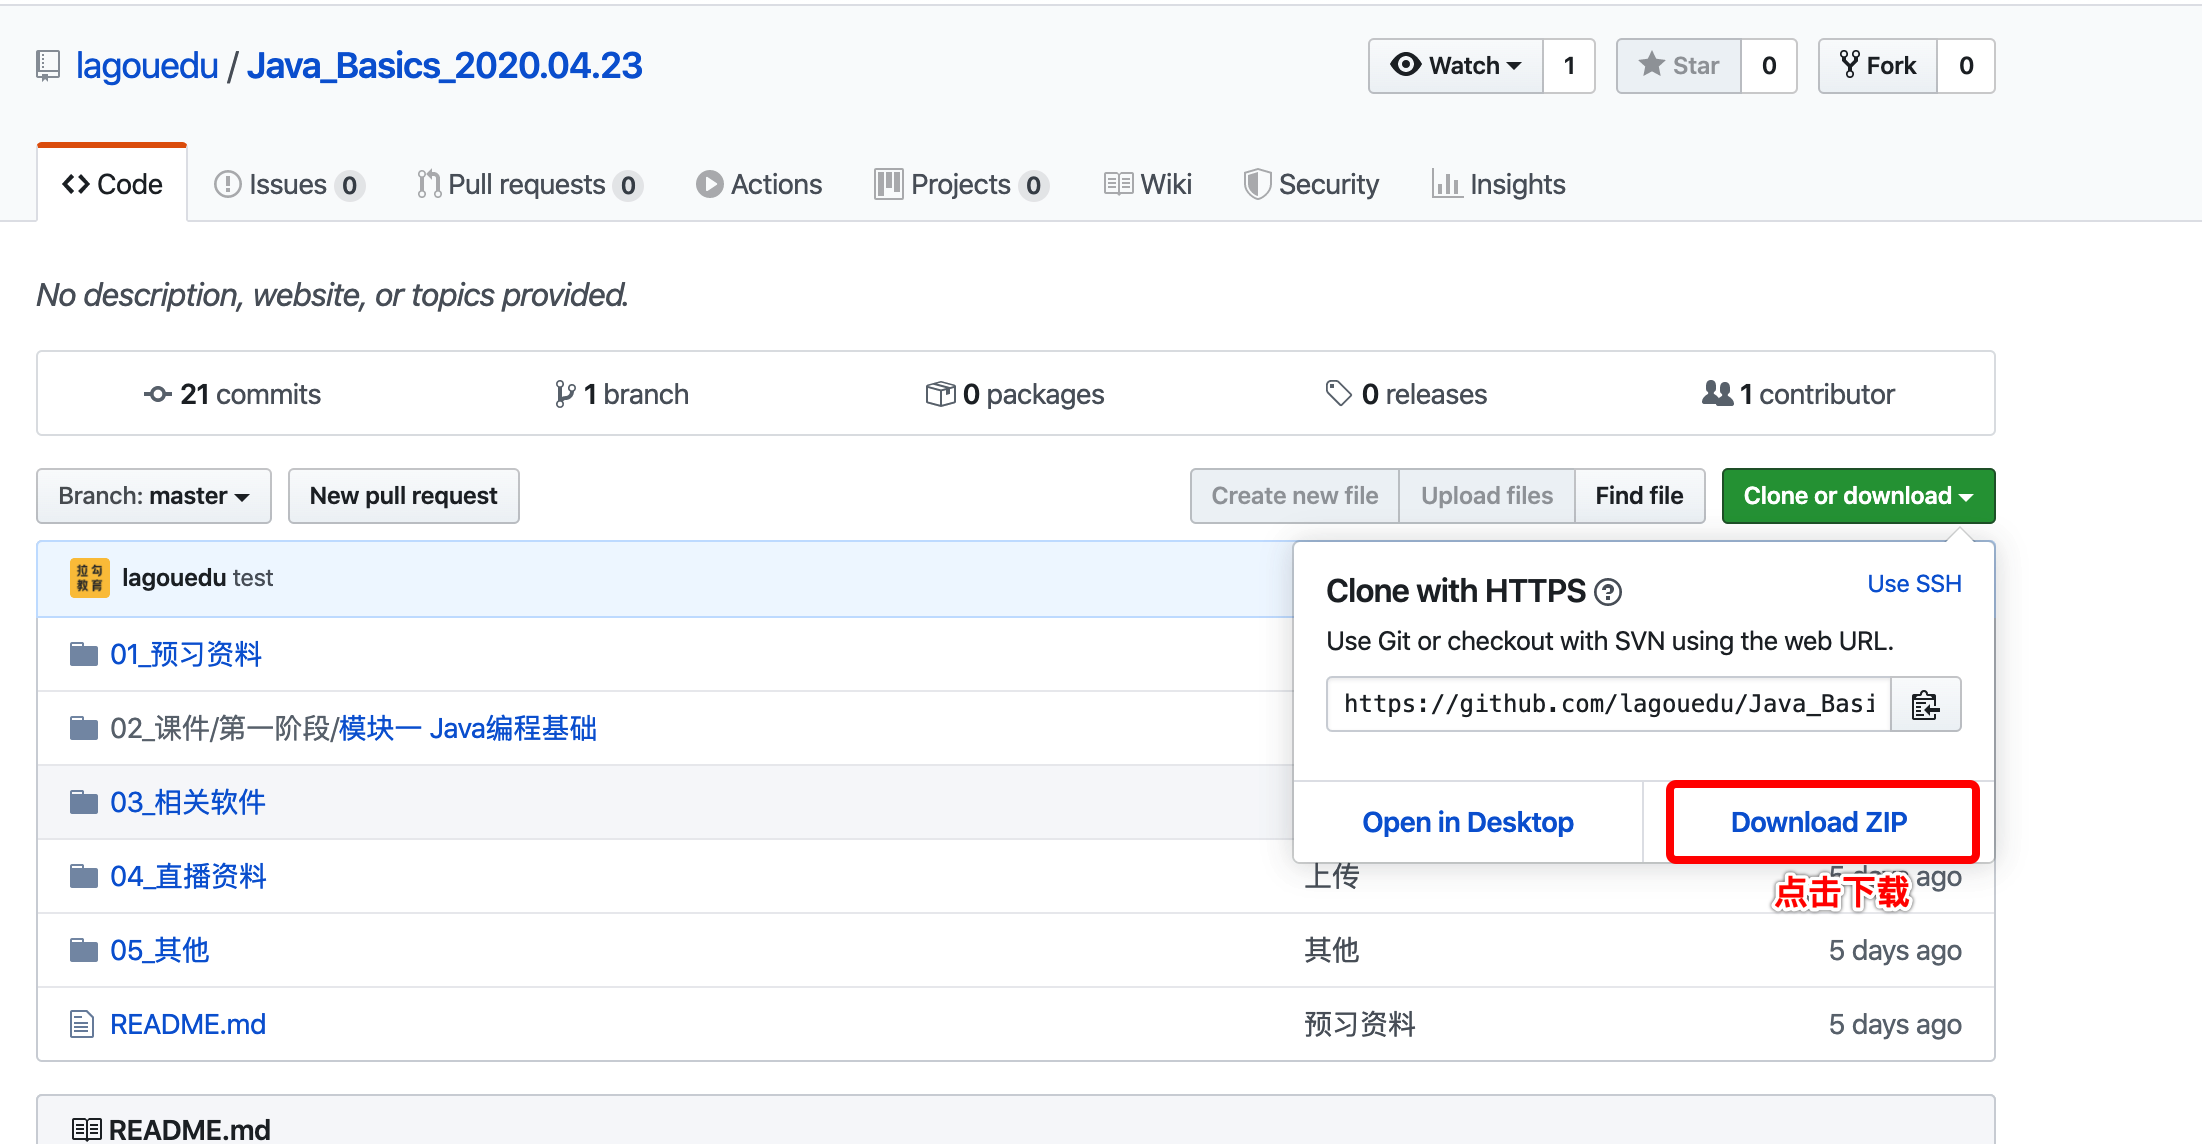 lagouedu / Java_Basics_2020.04.23
Watch 1 Star 0 Fork 0
Code Issues 0 Pull requests 0 Actions Projects 0 Wiki Security Insights
No description, website, or topics provided.
21 commits 1 branch 0 packages 0 releases 1 contributor
Branch: master New pull request Create new file Upload files Find file Clone or download
拉勾
教育
lagouedu test
Clone with HTTPS ? Use SSH
Use Git or checkout with SVN using the web URL.
https://github.com/lagouedu/Java_Basi
Open in Desktop Download ZIP
点击下载
01_预习资料
02_课件/第一阶段/模块一 Java编程基础
03_相关软件
04_直播资料 上传 5 days ago
05_其他 其他 5 days ago
README.md 预习资料 5 days ago
README.md